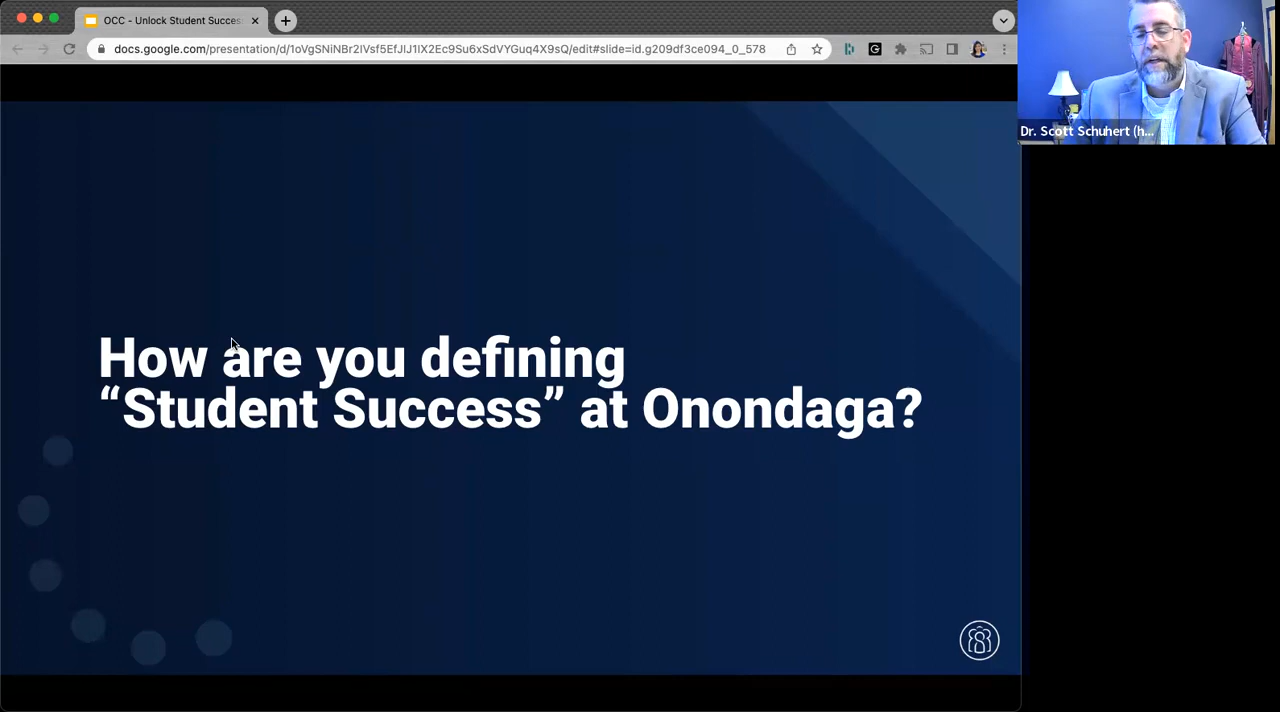 OCC - Unlock Student Succes
docs.google.com/presentation/d/1oVgSNiNBr2IVsf5EfJIJ1lX2Ec9Su6xSdVYGuq4X9sQ/edit#slide=id.g209df3ce094_0_578
Dr. Scott Schuhert (h...
How are you defining
“Student Success” at Onondaga?